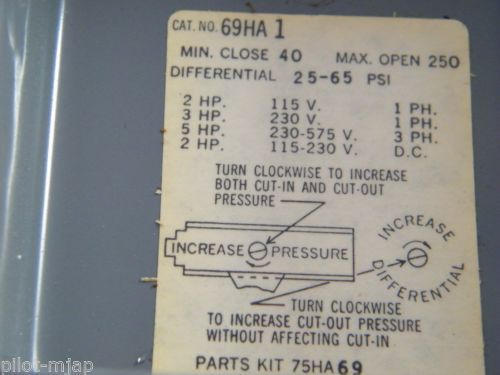 CAT. NO. 69HA 1
MIN. CLOSE 40 MAX. OPEN 250
DIFFERENTIAL 25-65 PSI
2 HP. 115 V. 1 PH.
3 HP. 230 V. 1 PH.
5 HP. 230-575 V. 3 PH.
2 HP. 115-230 V. D.C.
TURN CLOCKWISE TO INCREASE
BOTH CUT-IN AND CUT-OUT
PRESSURE
INCREASE PRESSURE
INCREASE
DIFFERENTIAL
TURN CLOCKWISE
TO INCREASE CUT-OUT PRESSURE
WITHOUT AFFECTING CUT-IN
PARTS KIT 75HA69
pilot-mjap